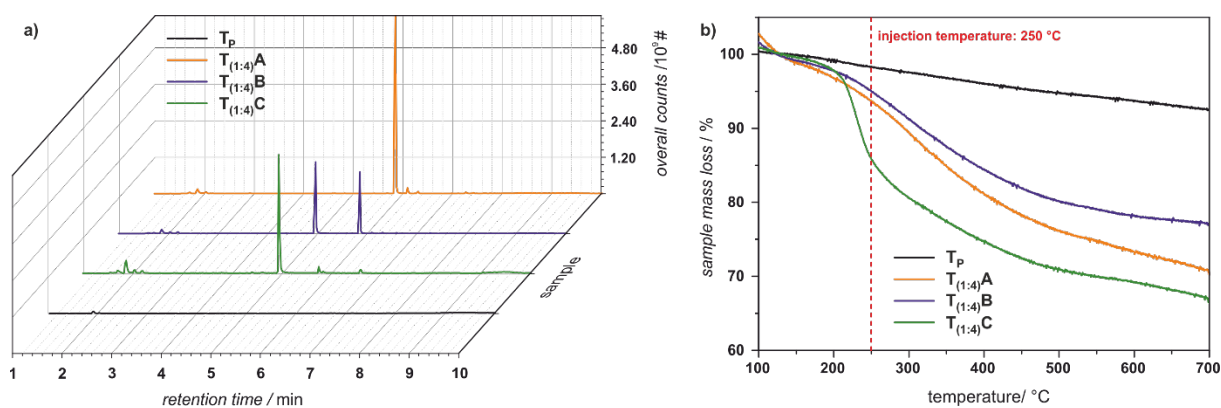 a)
T_P
T_(1:4)A
T_(1:4)B
T_(1:4)C
4.80
3.60
2.40
1.20
overall counts /10⁹#
sample
1 2 3 4 5 6 7 8 9 10
retention time / min
b)
injection temperature: 250 °C
100
90
80
70
60
sample mass loss / %
T_P
T_(1:4)A
T_(1:4)B
T_(1:4)C
100 200 300 400 500 600 700
temperature/ °C